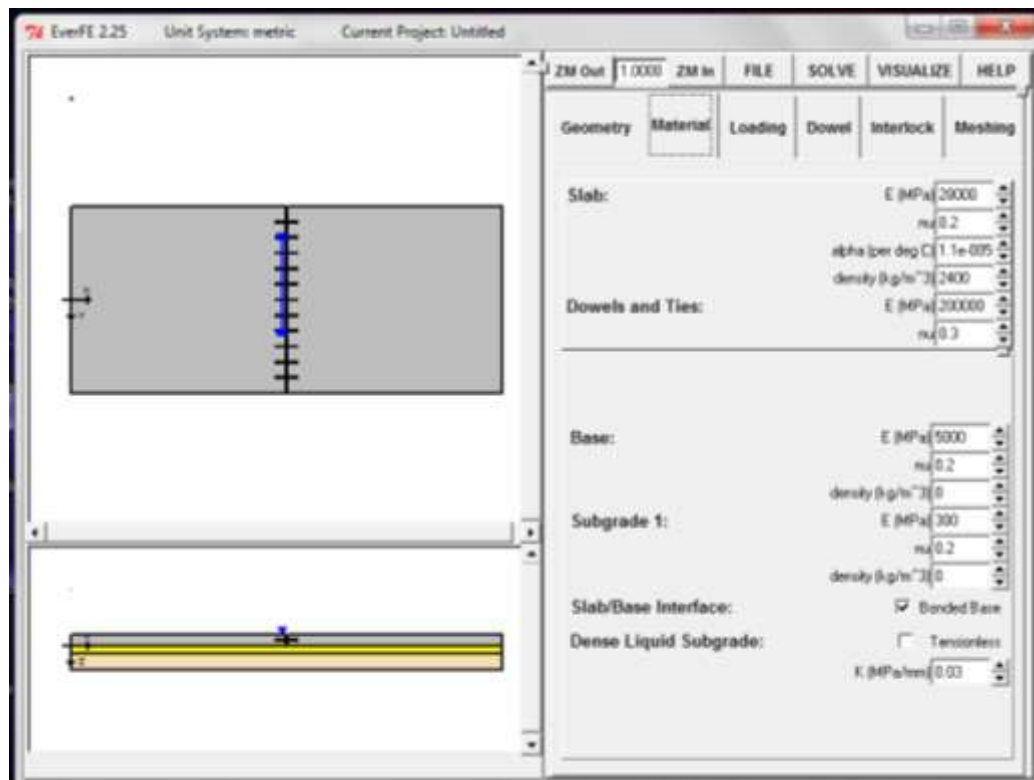 EverFE 2.25 Unit System: metric Current Project: Untitled
ZM Out 1.0000 ZM In FILE SOLVE VISUALIZE HELP
Geometry Material Loading Dowel Interlock Meshing
Slab: E (MPa) 28000
nu 0.2
alpha (per deg C) 1.1e-005
density (kg/m^3) 2400
Dowels and Ties: E (MPa) 200000
nu 0.3
Base: E (MPa) 5000
nu 0.2
density (kg/m^3) 0
Subgrade 1: E (MPa) 300
nu 0.2
density (kg/m^3) 0
Slab/Base Interface: Bonded Base
Dense Liquid Subgrade: Tensionless
K (MPa/mm) 0.03